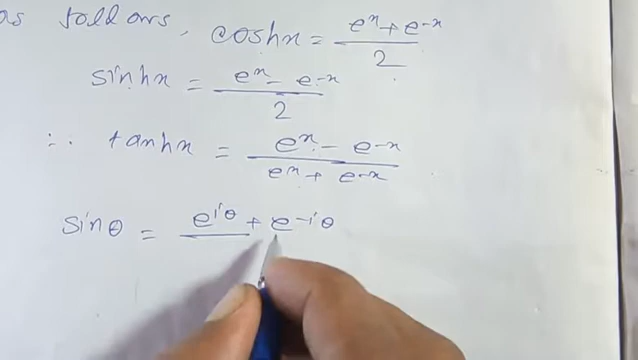 as follows, coshx = (e^x + e^-x)/2
sinhx = (e^x - e^-x)/2
∴ tanhx = (e^x - e^-x)/(e^x + e^-x)
sinθ = e^iθ + e^-iθ